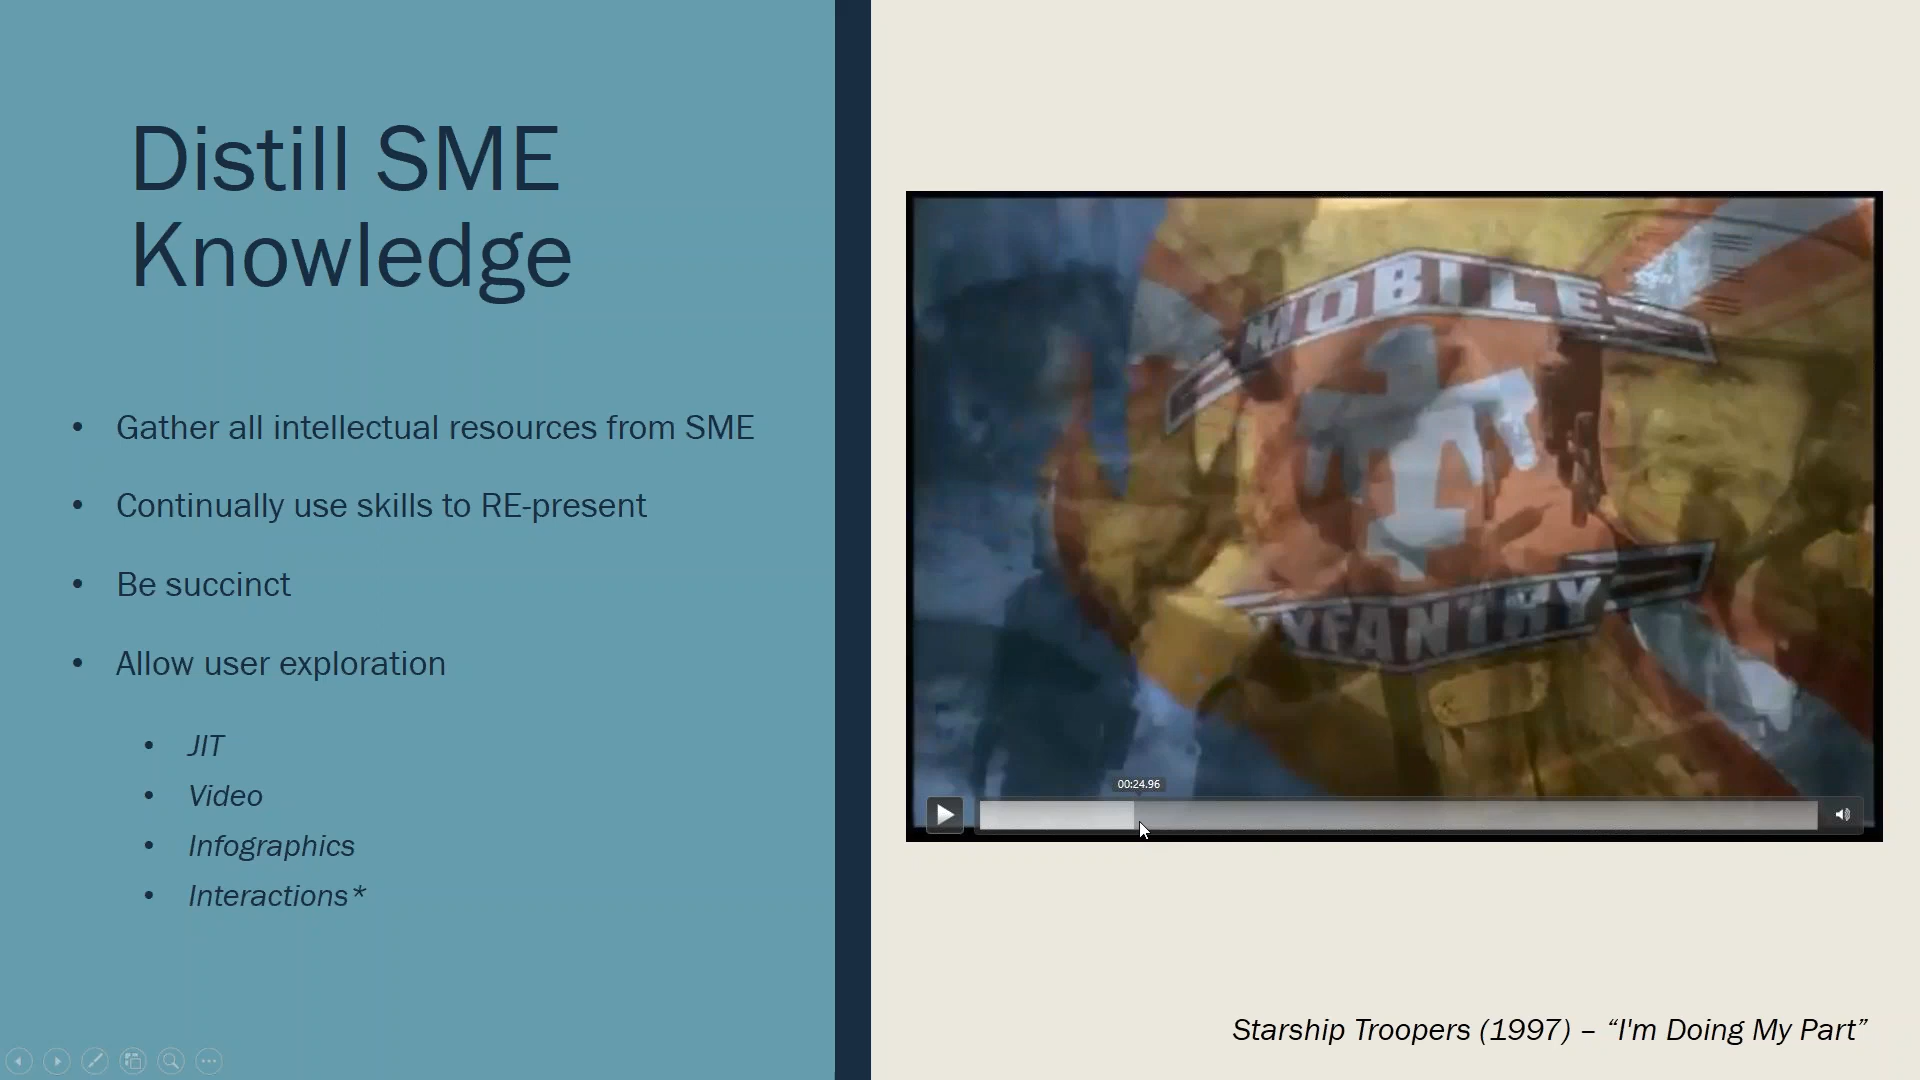 Distill SME
Knowledge
• Gather all intellectual resources from SME
• Continually use skills to RE-present
• Be succinct
• Allow user exploration
• JIT
• Video
• Infographics
• Interactions*
MOBILE
00:24.96
Starship Troopers (1997) – “I'm Doing My Part”